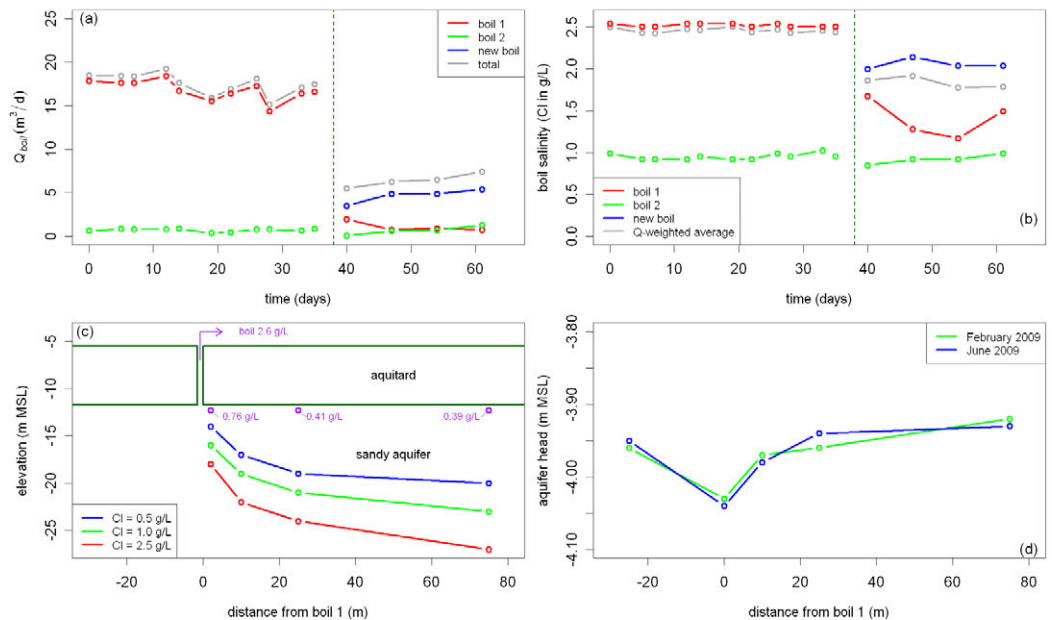 (a)
boil 1
boil 2
new boil
total
Q boil (m³/ d)
0 5 10 15 20 25
0 10 20 30 40 50 60
time (days)
boil salinity (Cl in g/L)
0.0 0.5 1.0 1.5 2.0 2.5
boil 1
boil 2
new boil
Q-weighted average
(b)
0 10 20 30 40 50 60
time (days)
(c)
boil 2.6 g/L
aquitard
0.76 g/L
0.41 g/L
0.39 g/L
sandy aquifer
elevation (m MSL)
-25 -20 -15 -10 -5
Cl = 0.5 g/L
Cl = 1.0 g/L
Cl = 2.5 g/L
-20 0 20 40 60 80
distance from boil 1 (m)
February 2009
June 2009
aquifer head (m MSL)
-4.10 -4.00 -3.90 -3.80
(d)
-20 0 20 40 60 80
distance from boil 1 (m)